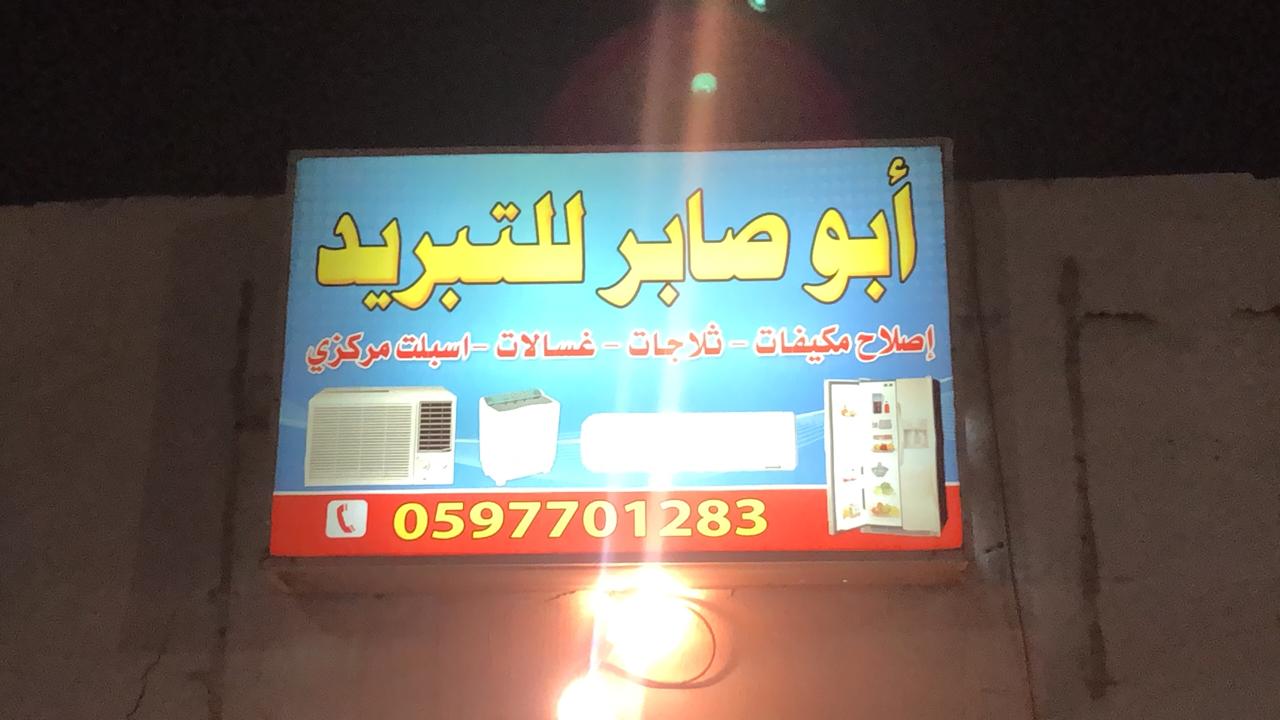 أبو صابر للتبريد
إصلاح مكيفات - ثلاجات - غسالات - اسبلت مركزي
0597701283